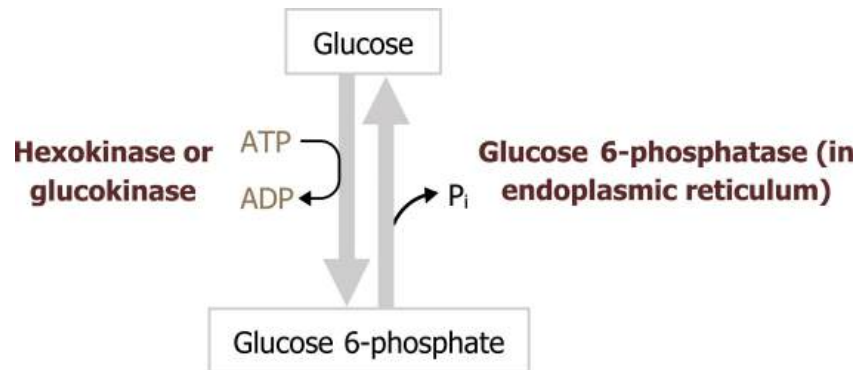 Glucose
Hexokinase or
glucokinase
ATP
ADP
Pi
Glucose 6-phosphatase (in
endoplasmic reticulum)
Glucose 6-phosphate